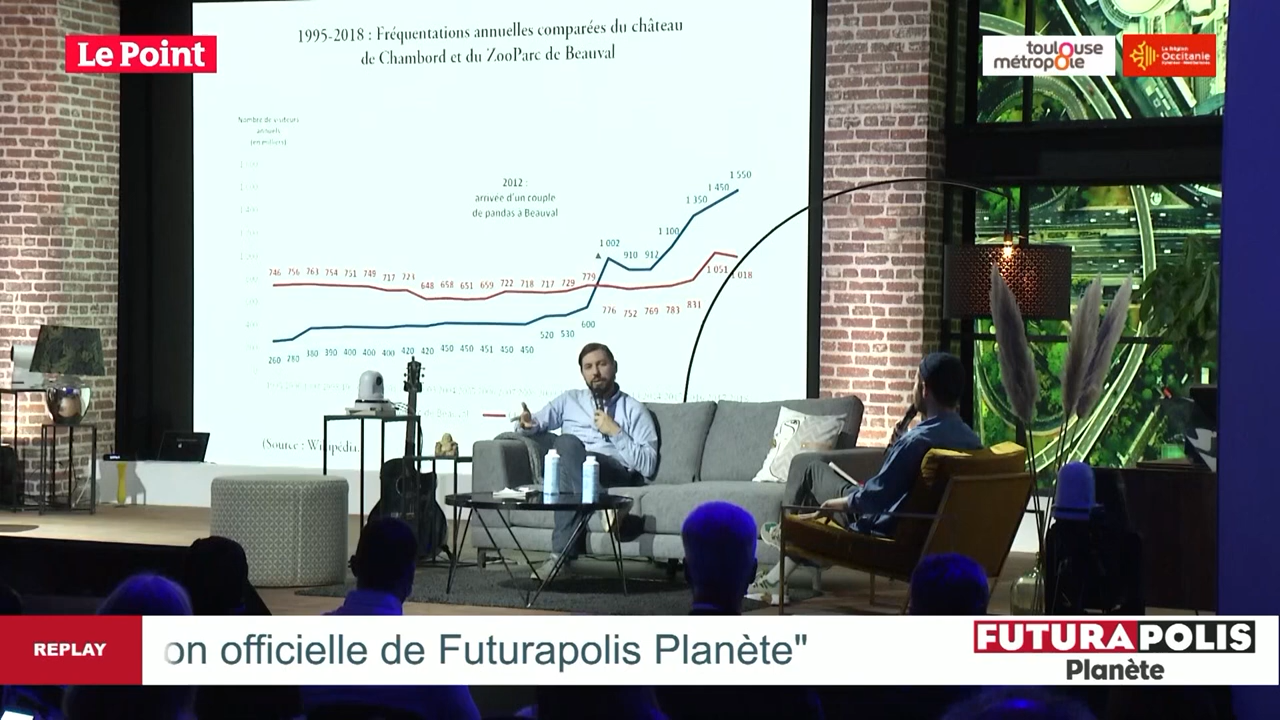 Le Point
1995-2018 : Fréquentations annuelles comparées du château
de Chambord et du ZooParc de Beauval
toulouse
métropole
La Région
Occitanie
Nombre de visiteurs
annuels
(en milliers)
2012 :
arrivée d'un couple
de pandas à Beauval
1 550
1 450
1 350
1 100
1 002
910
912
746 756 763 754 751 749 717 723 648 658 651 659 722 718 717 729 779
1 051
1 018
776 752 769 783 831
600
520 530
260 280 380 390 400 400 400 420 420 450 450 451 450 450
de Beauval
(Source : Wikipédia.
REPLAY
on officielle de Futurapolis Planète"
FUTURAPOLIS
Planète